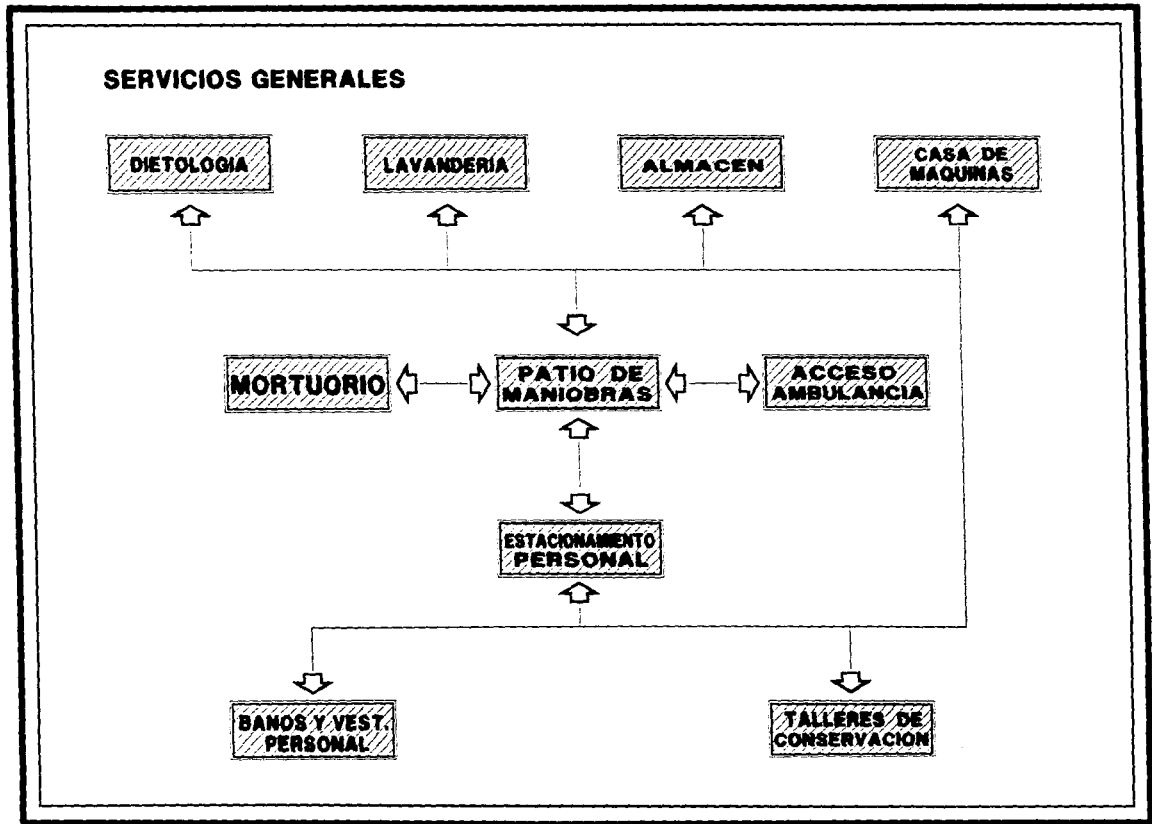 SERVICIOS GENERALES
DIETOLOGIA
LAVANDERIA
ALMACEN
CASA DE
MAQUINAS
MORTUORIO
PATIO DE
MANIOBRAS
ACCESO
AMBULANCIA
ESTACIONAMIENTO
PERSONAL
BANOS Y VEST.
PERSONAL
TALLERES DE
CONSERVACION